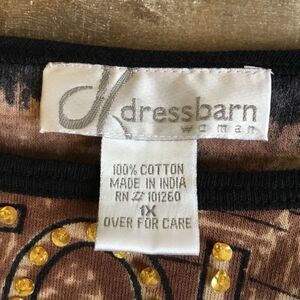 dressbarn
woman
100% COTTON
MADE IN INDIA
RN # 101260
1X
OVER FOR CARE